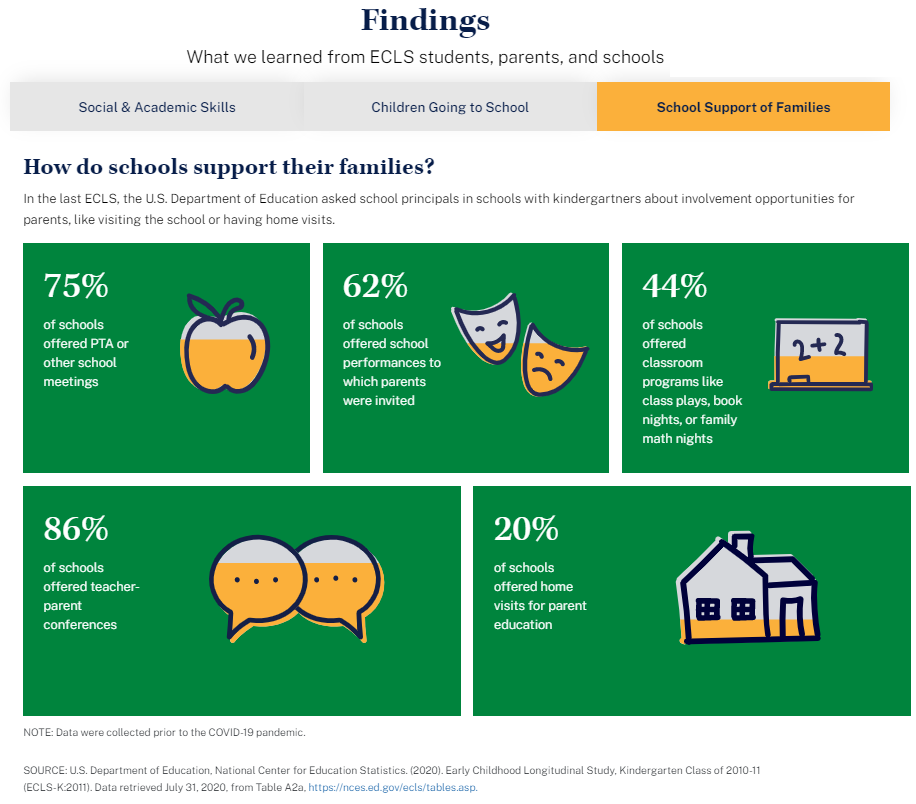 Findings
What we learned from ECLS students, parents, and schools
Social & Academic Skills
Children Going to School
School Support of Families
How do schools support their families?
In the last ECLS, the U.S. Department of Education asked school principals in schools with kindergartners about involvement opportunities for
parents, like visiting the school or having home visits.
75%
of schools
offered PTA or
other school
meetings
62%
of schools
offered school
performances to
which parents
were invited
44%
of schools
offered
classroom
programs like
class plays, book
nights, or family
math nights
2+2
86%
of schools
offered teacher-
parent
conferences
20%
of schools
offered home
visits for parent
education
NOTE: Data were collected prior to the COVID-19 pandemic.
SOURCE: U.S. Department of Education, National Center for Education Statistics. (2020). Early Childhood Longitudinal Study, Kindergarten Class of 2010-11
(ECLS-K:2011). Data retrieved July 31, 2020, from Table A2a, https://nces.ed.gov/ecls/tables.asp.